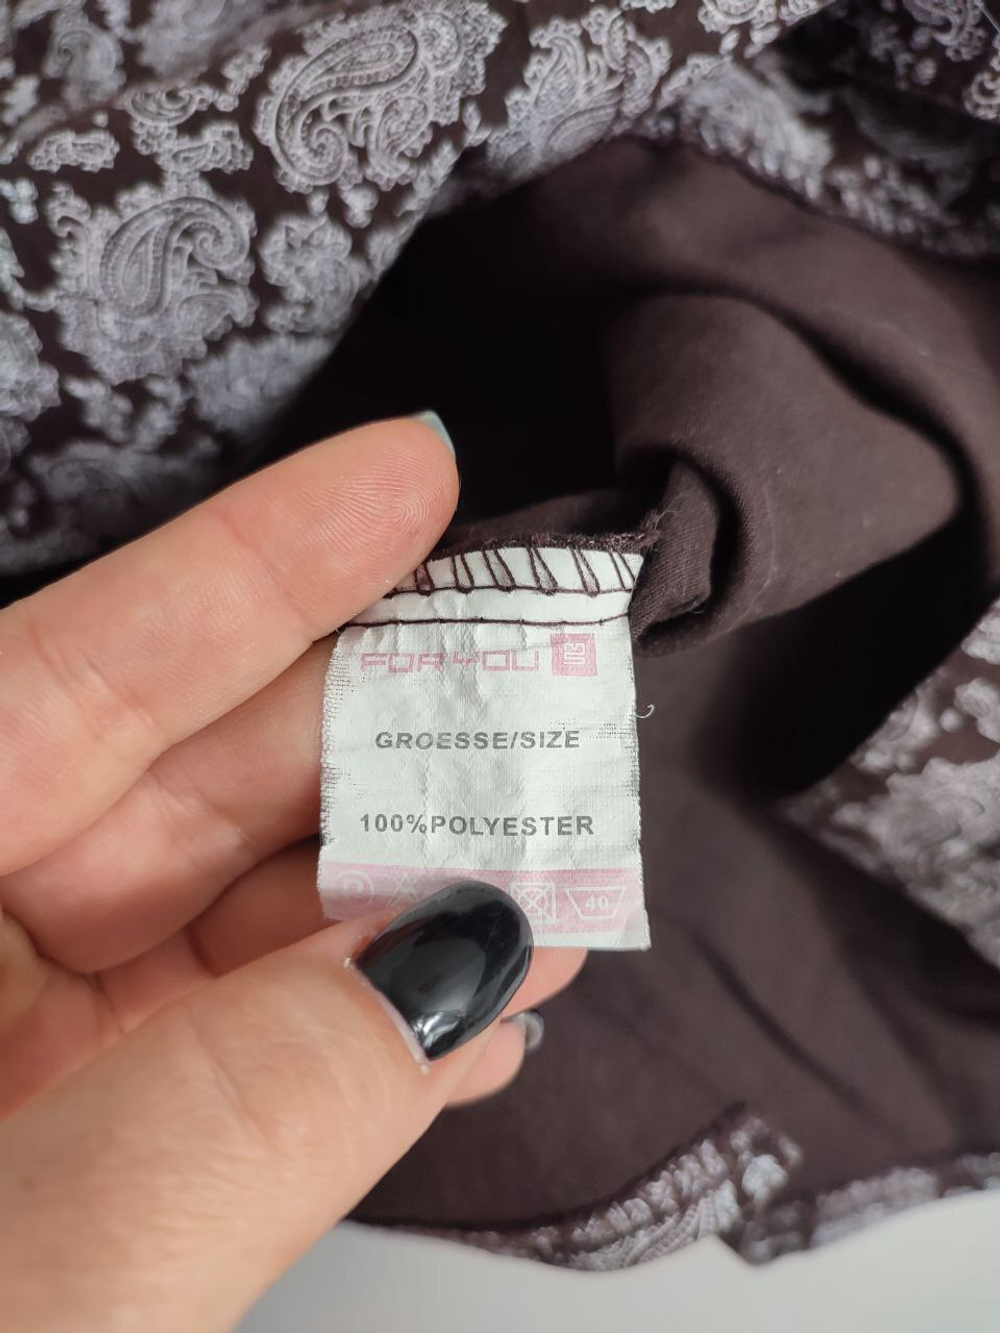 FOR YOU
GROESSE/SIZE
100%POLYESTER
P 40